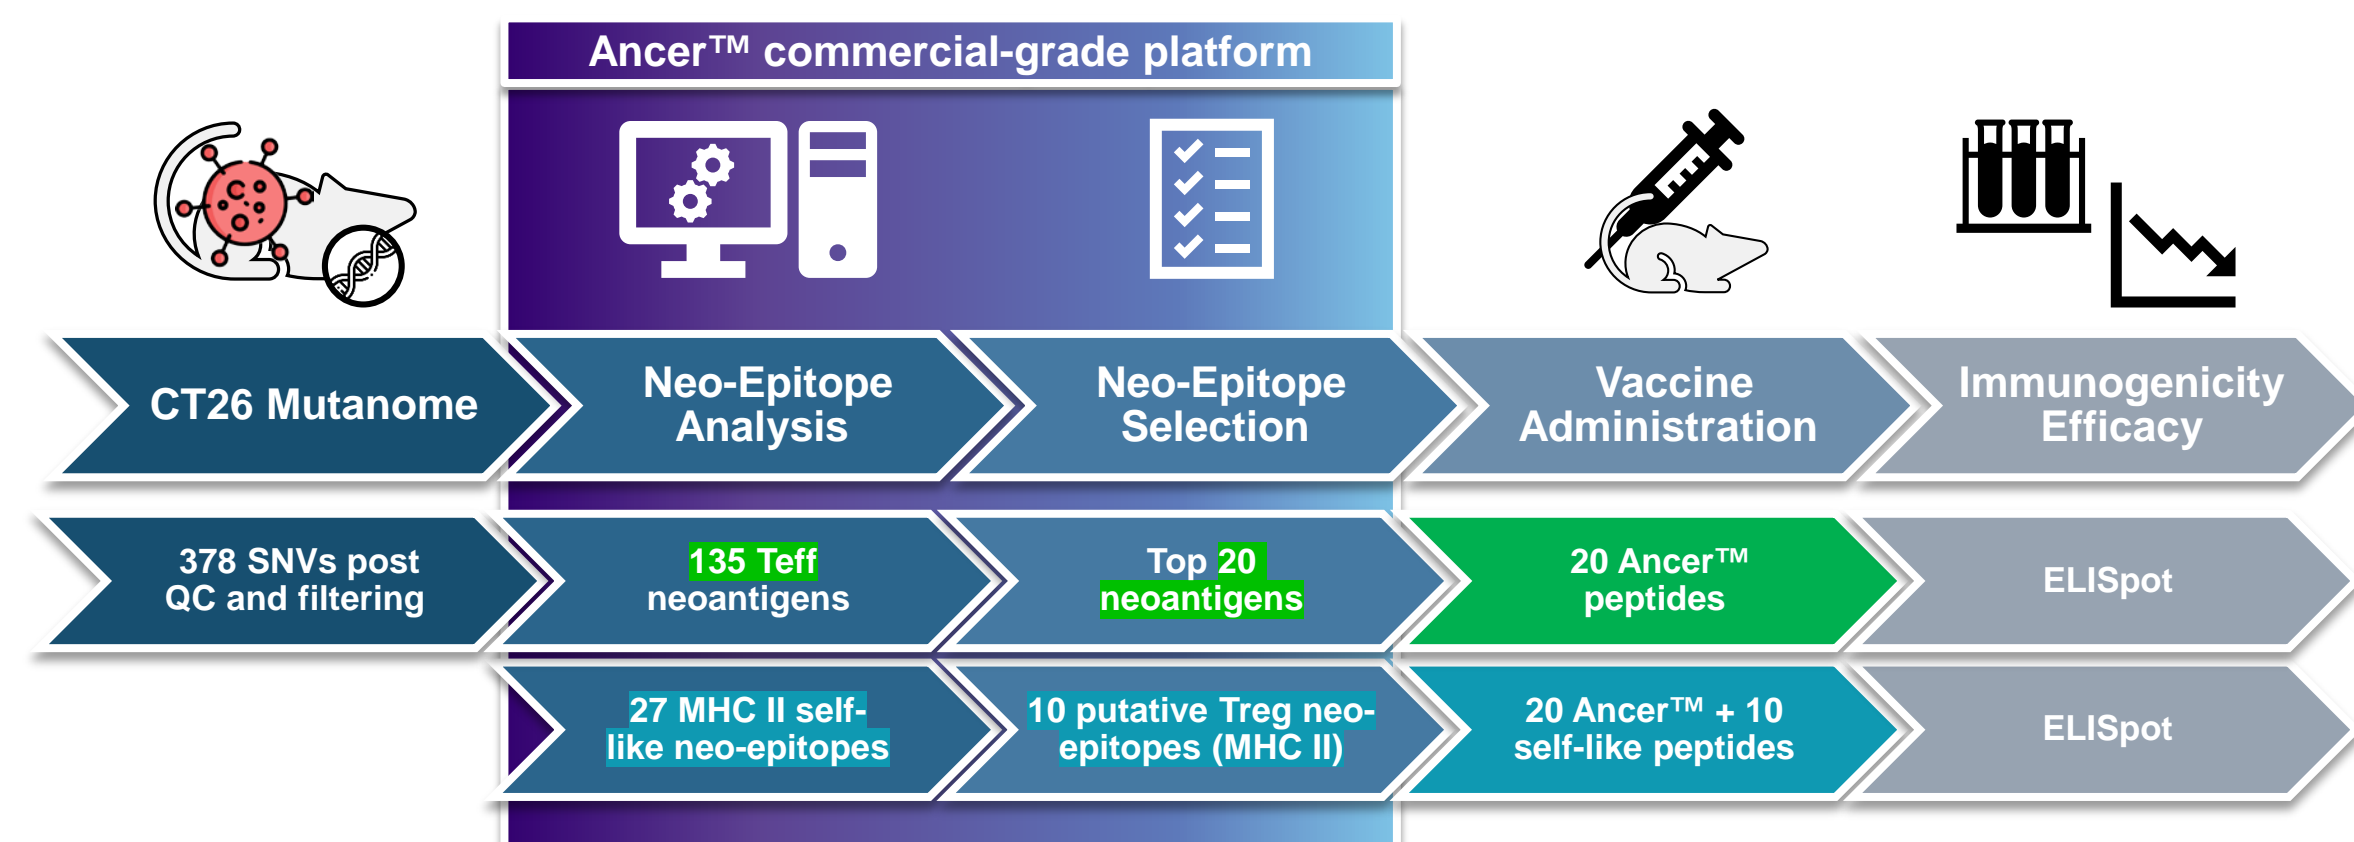 Ancer™ commercial-grade platform
CT26 Mutanome
Neo-Epitope
Analysis
Neo-Epitope
Selection
Vaccine
Administration
Immunogenicity
Efficacy
378 SNVs post
QC and filtering
135 Teff
neoantigens
Top 20
neoantigens
20 Ancer™
peptides
ELISpot
27 MHC II self-
like neo-epitopes
10 putative Treg neo-
epitopes (MHC II)
20 Ancer™ + 10
self-like peptides
ELISpot